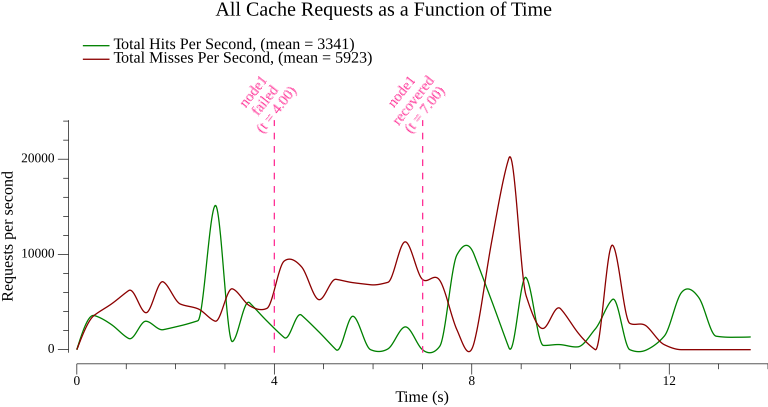 All Cache Requests as a Function of Time
Total Hits Per Second, (mean = 3341)
Total Misses Per Second, (mean = 5923)
node1
failed
(t = 4.00)
node1
recovered
(t = 7.00)
Requests per second
20000
10000
0
0
4
8
12
Time (s)